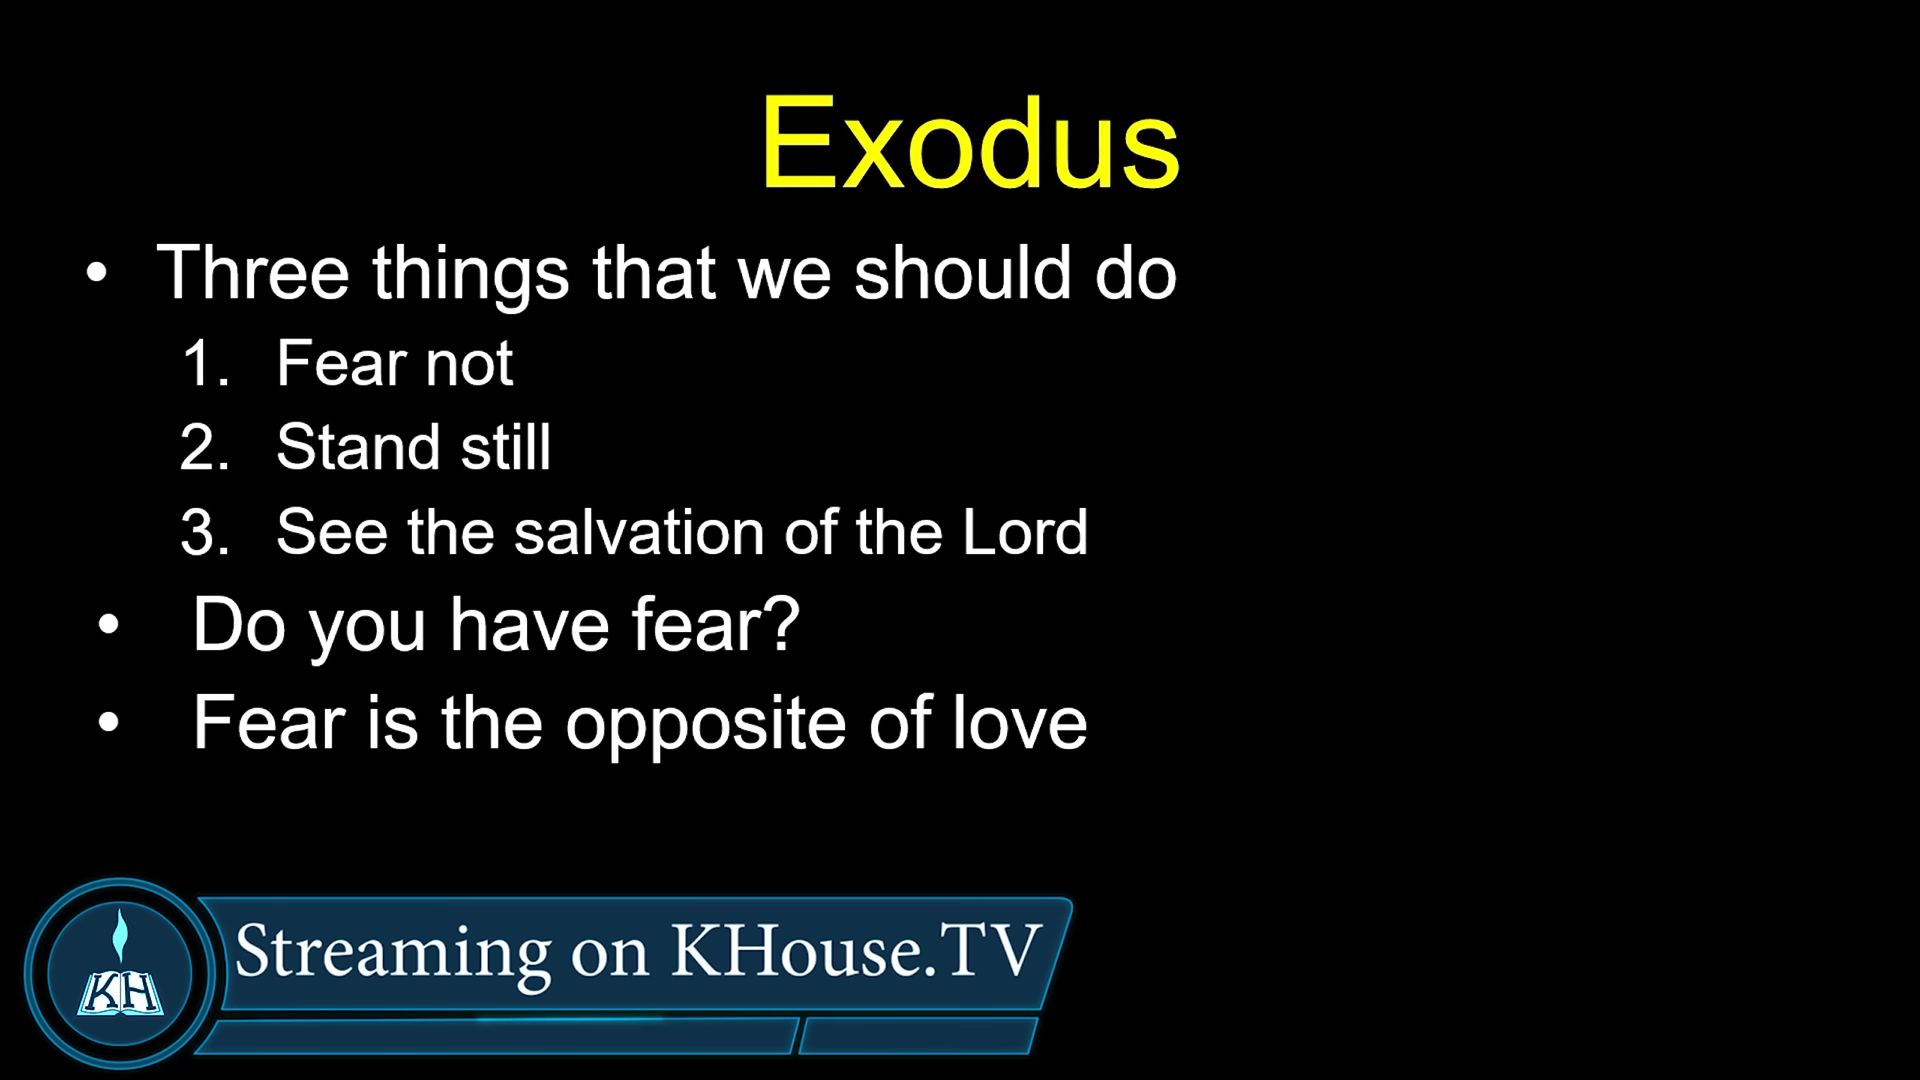 Exodus
• Three things that we should do
1. Fear not
2. Stand still
3. See the salvation of the Lord
• Do you have fear?
• Fear is the opposite of love
KH
Streaming on KHouse.TV